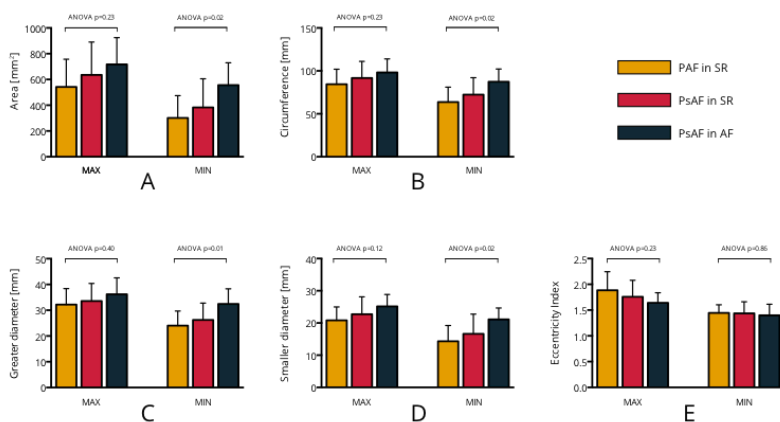 ANOVA p=0.23
ANOVA p=0.02
1000
800
600
400
200
0
Area [mm²]
MAX
MIN
A
ANOVA p=0.23
ANOVA p=0.02
150
100
50
0
Circumference [mm]
MAX
MIN
B
PAF in SR
PsAF in SR
PsAF in AF
ANOVA p=0.40
ANOVA p=0.01
50
40
30
20
10
0
Greater diameter [mm]
MAX
MIN
C
ANOVA p=0.12
ANOVA p=0.02
40
30
20
10
0
Smaller diameter [mm]
MAX
MIN
D
ANOVA p=0.23
ANOVA p=0.86
2.5
2.0
1.5
1.0
0.5
0.0
Eccentricity Index
MAX
MIN
E